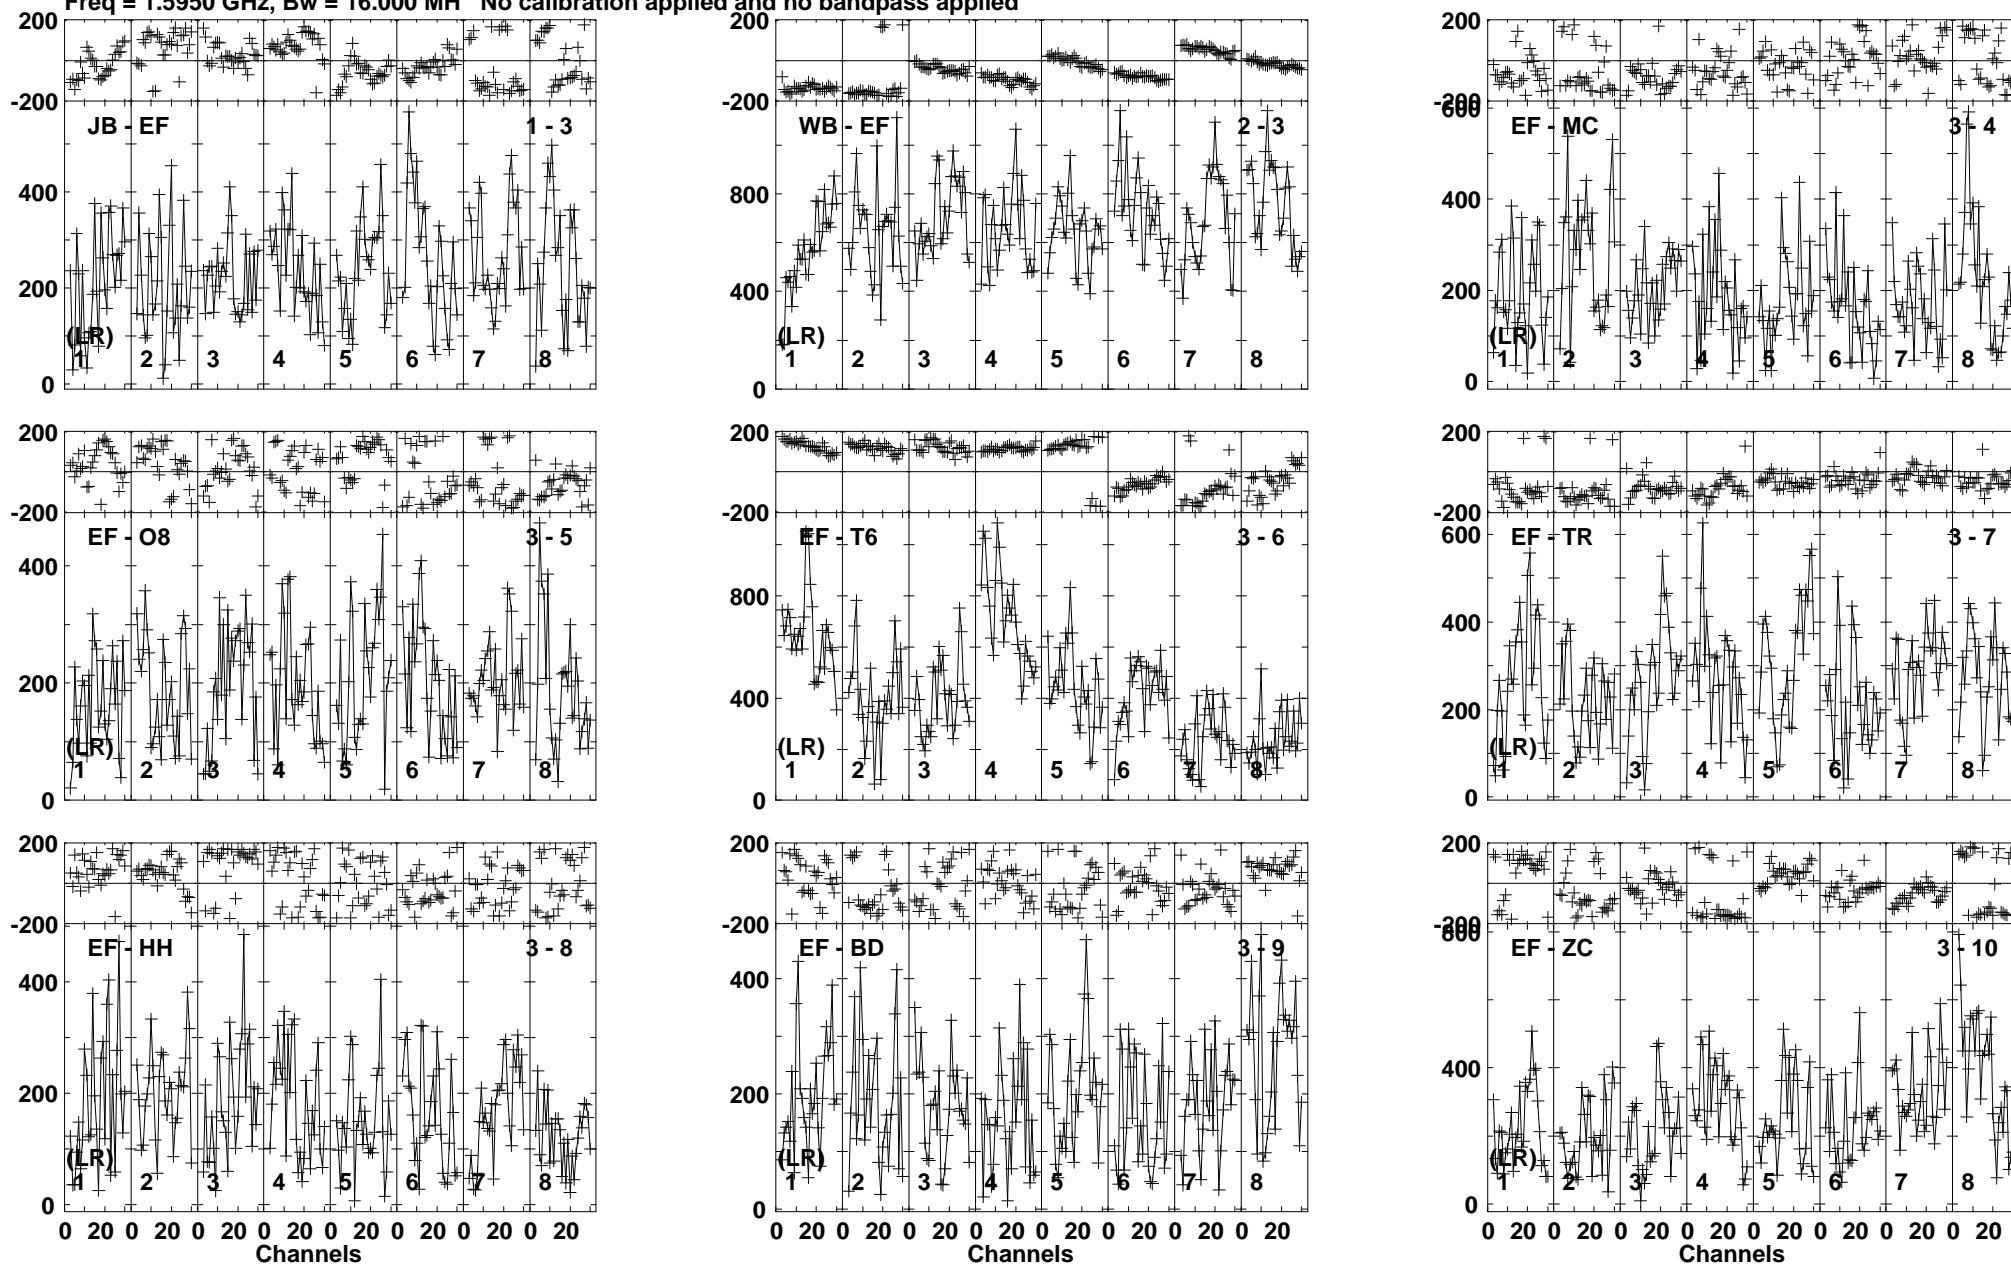 Freq = 1.5950 GHz, Bw = 16.000 MH No calibration applied and no bandpass applied
200
-200
JB - EF 1 - 3
400
200
0
(LR)
1 2 3 4 5 6 7 8
200
-200
WB - EF 2 - 3
800
400
0
(LR)
1 2 3 4 5 6 7 8
200
-200
600
EF - MC 3 - 4
400
200
0
(LR)
1 2 3 4 5 6 7 8
200
-200
EF - O8 3 - 5
400
200
0
(LR)
1 2 3 4 5 6 7 8
200
-200
EF - T6 3 - 6
800
400
0
(LR)
1 2 3 4 5 6 7 8
200
-200
600
EF - TR 3 - 7
400
200
0
(LR)
1 2 3 4 5 6 7 8
200
-200
EF - HH 3 - 8
400
200
0
(LR)
1 2 3 4 5 6 7 8
0 20 0 20 0 20 0 20 0 20 0 20 0 20 0 20
Channels
200
-200
EF - BD 3 - 9
400
200
0
(LR)
1 2 3 4 5 6 7 8
0 20 0 20 0 20 0 20 0 20 0 20 0 20 0 20
Channels
200
-200
800
EF - ZC 3 - 10
400
0
(LR)
1 2 3 4 5 6 7 8
0 20 0 20 0 20 0 20 0 20 0 20 0 20 0 20
Channels